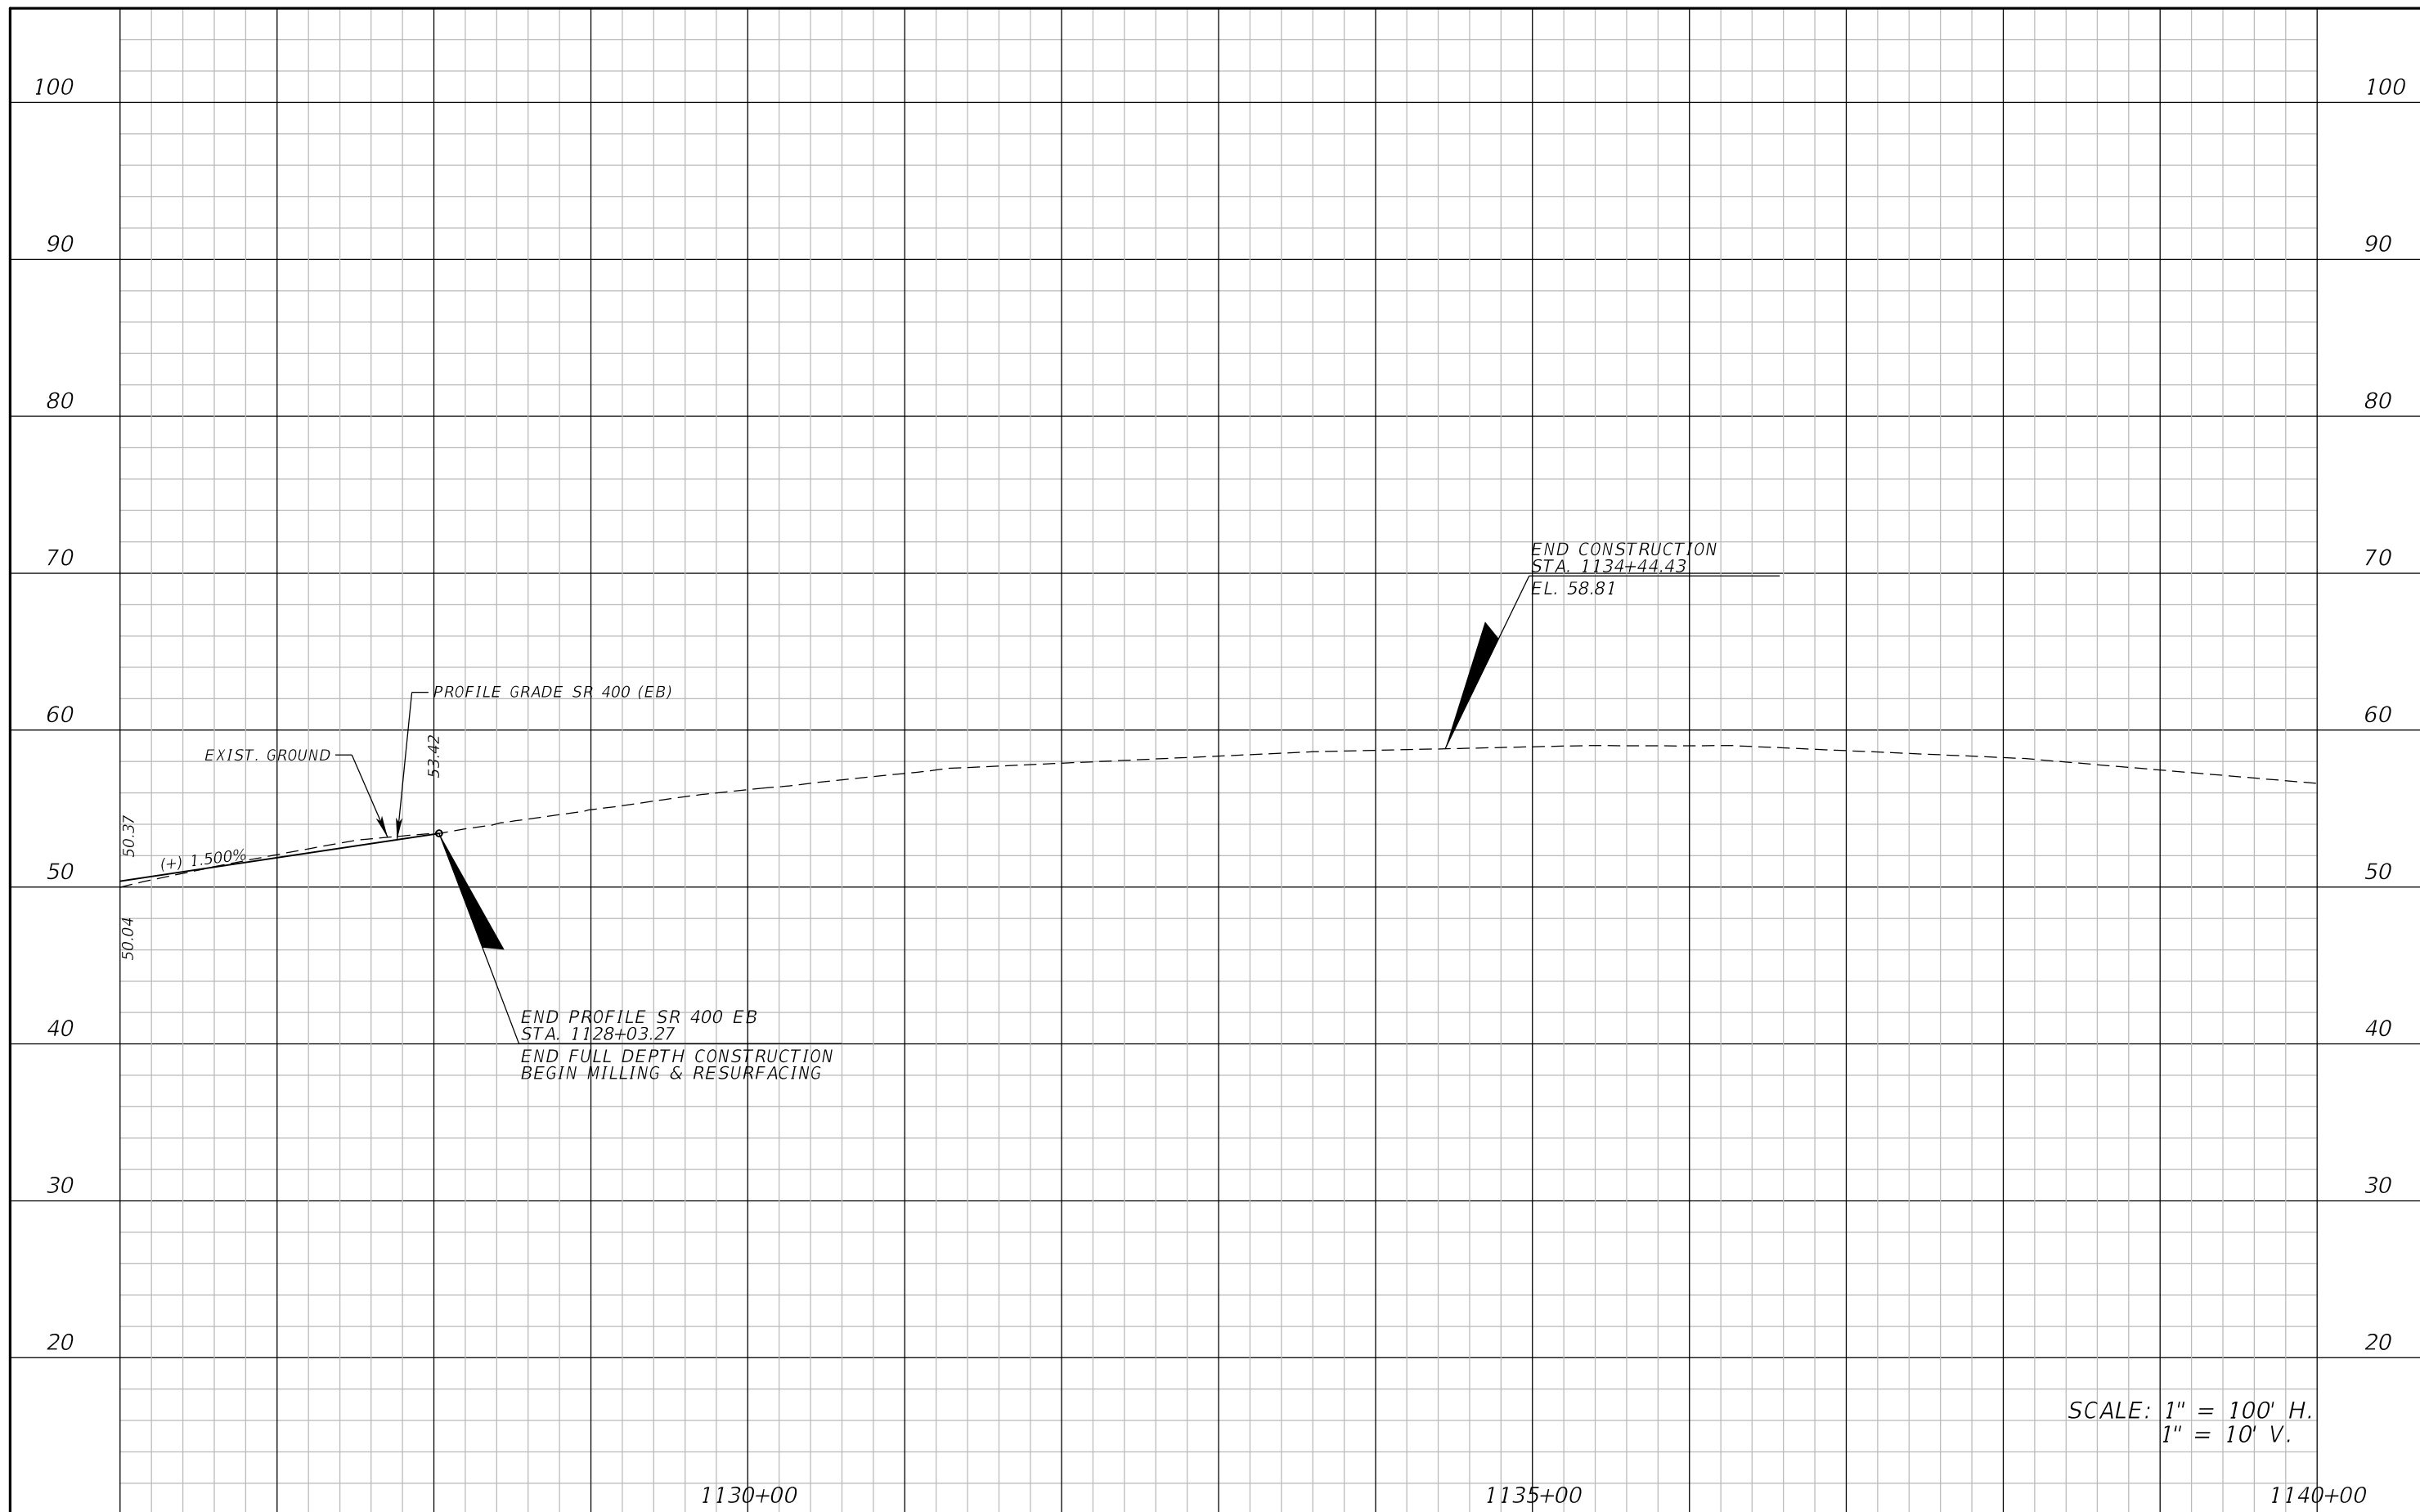 100
100
90
90
80
80
END CONSTRUCTION
STA. 1134+44.43
EL. 58.81
70
70
PROFILE GRADE SR 400 (EB)
60
60
EXIST. GROUND
53.42
50.37
(+) 1.500%
50
50
50.04
END PROFILE SR 400 EB
STA. 1128+03.27
END FULL DEPTH CONSTRUCTION
BEGIN MILLING & RESURFACING
40
40
30
30
20
20
SCALE: 1" = 100' H.
1" = 10' V.
1130+00
1135+00
1140+00